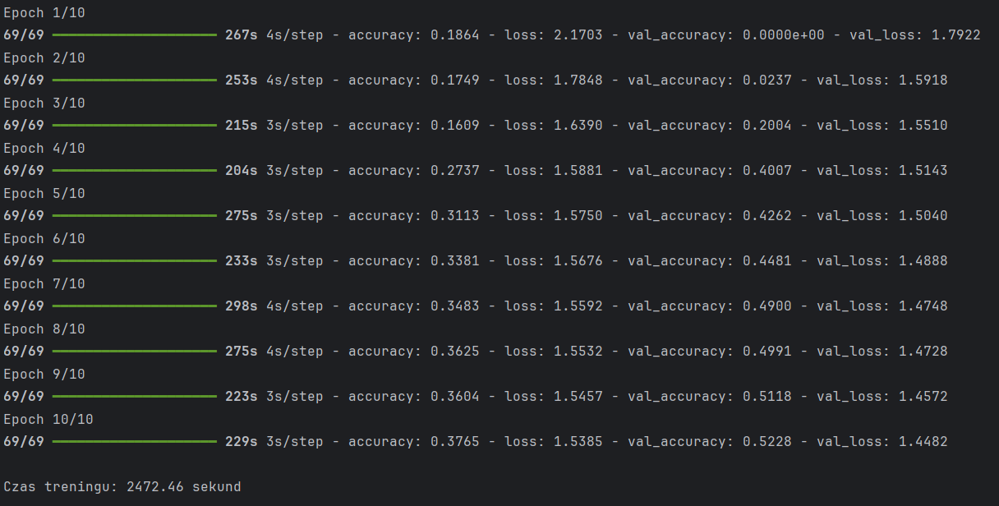 Epoch 1/10
69/69 267s 4s/step - accuracy: 0.1864 - loss: 2.1703 - val_accuracy: 0.0000e+00 - val_loss: 1.7922
Epoch 2/10
69/69 253s 4s/step - accuracy: 0.1749 - loss: 1.7848 - val_accuracy: 0.0237 - val_loss: 1.5918
Epoch 3/10
69/69 215s 3s/step - accuracy: 0.1609 - loss: 1.6390 - val_accuracy: 0.2004 - val_loss: 1.5510
Epoch 4/10
69/69 204s 3s/step - accuracy: 0.2737 - loss: 1.5881 - val_accuracy: 0.4007 - val_loss: 1.5143
Epoch 5/10
69/69 275s 3s/step - accuracy: 0.3113 - loss: 1.5750 - val_accuracy: 0.4262 - val_loss: 1.5040
Epoch 6/10
69/69 233s 3s/step - accuracy: 0.3381 - loss: 1.5676 - val_accuracy: 0.4481 - val_loss: 1.4888
Epoch 7/10
69/69 298s 4s/step - accuracy: 0.3483 - loss: 1.5592 - val_accuracy: 0.4900 - val_loss: 1.4748
Epoch 8/10
69/69 275s 4s/step - accuracy: 0.3625 - loss: 1.5532 - val_accuracy: 0.4991 - val_loss: 1.4728
Epoch 9/10
69/69 223s 3s/step - accuracy: 0.3604 - loss: 1.5457 - val_accuracy: 0.5118 - val_loss: 1.4572
Epoch 10/10
69/69 229s 3s/step - accuracy: 0.3765 - loss: 1.5385 - val_accuracy: 0.5228 - val_loss: 1.4482
Czas treningu: 2472.46 sekund